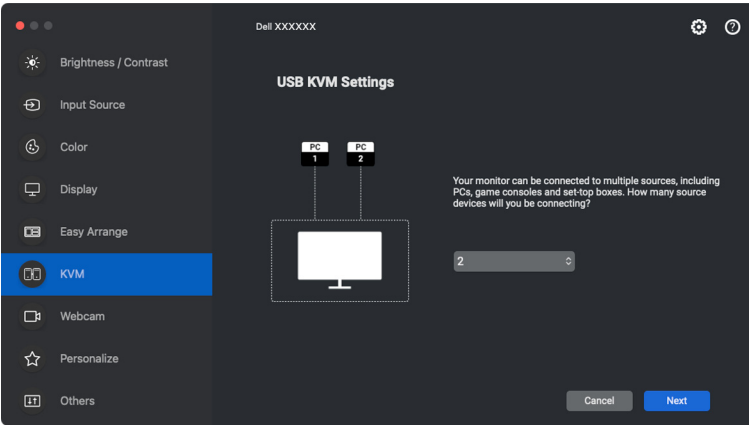 Dell XXXXXX
Brightness / Contrast
Input Source
Color
Display
Easy Arrange
KVM
Webcam
Personalize
Others
USB KVM Settings
PC
1
PC
2
Your monitor can be connected to multiple sources, including
PCs, game consoles and set-top boxes. How many source
devices will you be connecting?
2
Cancel
Next